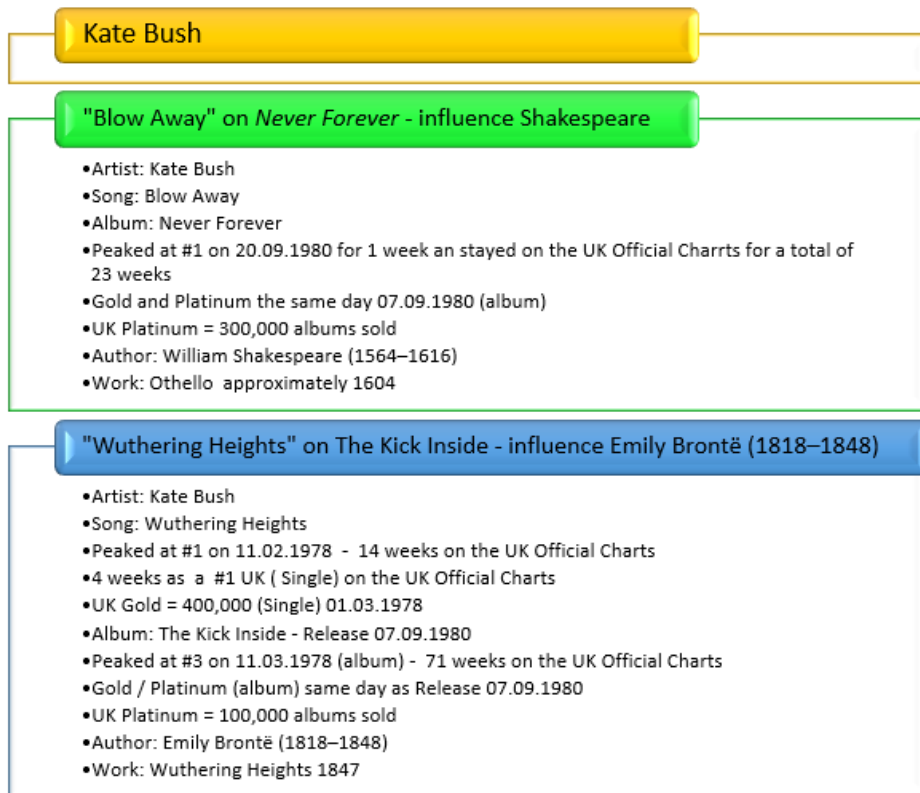 Kate Bush
"Blow Away" on Never Forever - influence Shakespeare
•Artist: Kate Bush
•Song: Blow Away
•Album: Never Forever
•Peaked at #1 on 20.09.1980 for 1 week an stayed on the UK Official Charrts for a total of
23 weeks
•Gold and Platinum the same day 07.09.1980 (album)
•UK Platinum = 300,000 albums sold
•Author: William Shakespeare (1564–1616)
•Work: Othello approximately 1604
"Wuthering Heights" on The Kick Inside - influence Emily Brontë (1818–1848)
•Artist: Kate Bush
•Song: Wuthering Heights
•Peaked at #1 on 11.02.1978 - 14 weeks on the UK Official Charts
•4 weeks as a #1 UK ( Single) on the UK Official Charts
•UK Gold = 400,000 (Single) 01.03.1978
•Album: The Kick Inside - Release 07.09.1980
•Peaked at #3 on 11.03.1978 (album) - 71 weeks on the UK Official Charts
•Gold / Platinum (album) same day as Release 07.09.1980
•UK Platinum = 100,000 albums sold
•Author: Emily Brontë (1818–1848)
•Work: Wuthering Heights 1847